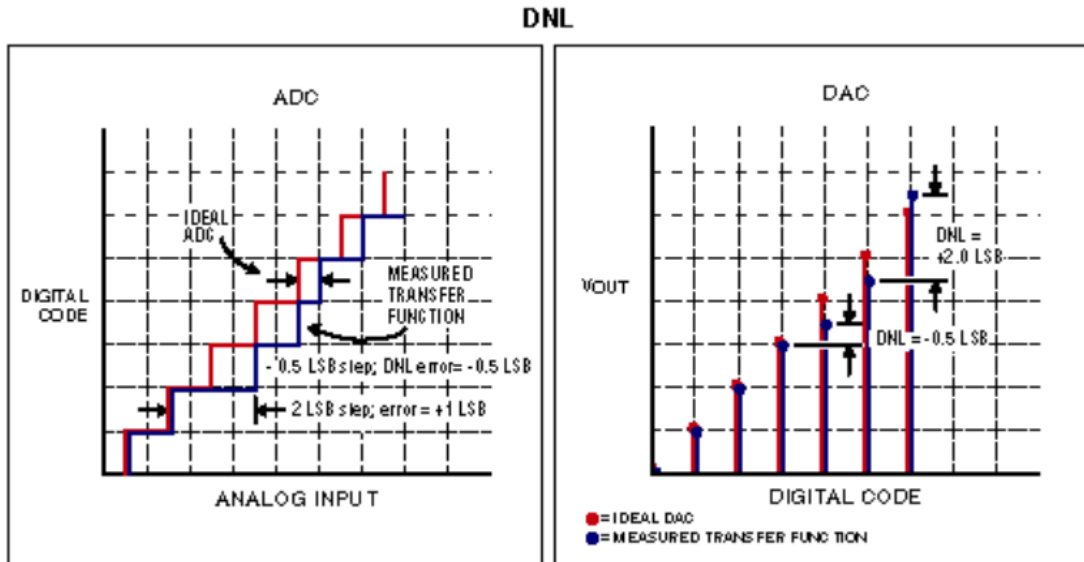 DNL
ADC
IDEAL
ADC
MEASURED
TRANSFER
FUNCTION
DIGITAL
CODE
- 0.5 LSB step; DNL error= -0.5 LSB
2 LSB step; error = +1 LSB
ANALOG INPUT
DAC
DNL =
+2.0 LSB
VOUT
DNL = -0.5 LSB
DIGITAL CODE
= IDEAL DAC
= MEASURED TRANSFER FUNCTION